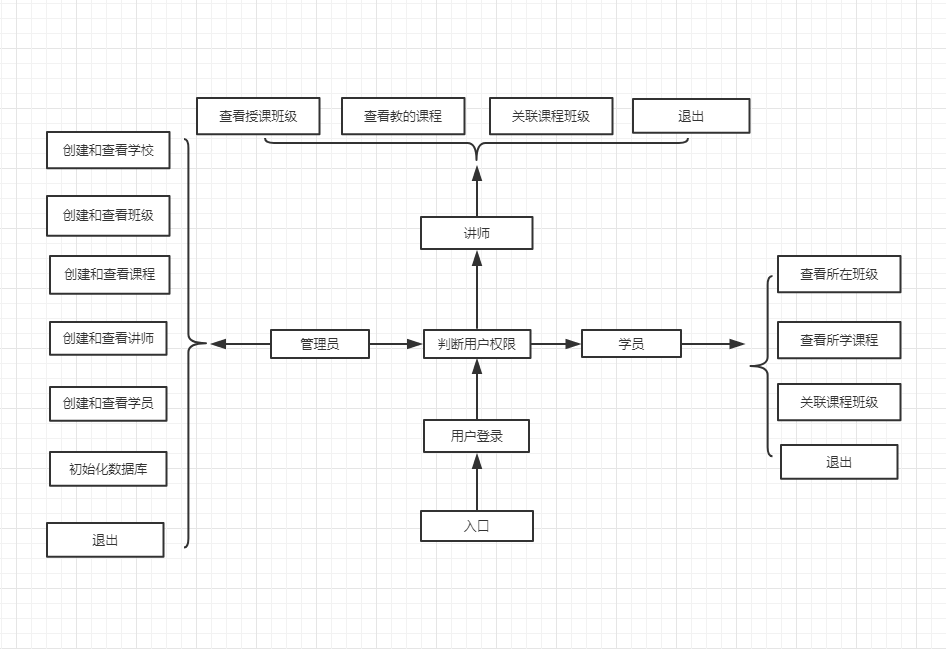 查看授课班级
查看教的课程
关联课程班级
退出
创建和查看学校
创建和查看班级
讲师
创建和查看课程
查看所在班级
创建和查看讲师
管理员
判断用户权限
学员
查看所学课程
创建和查看学员
关联课程班级
用户登录
初始化数据库
退出
入口
退出